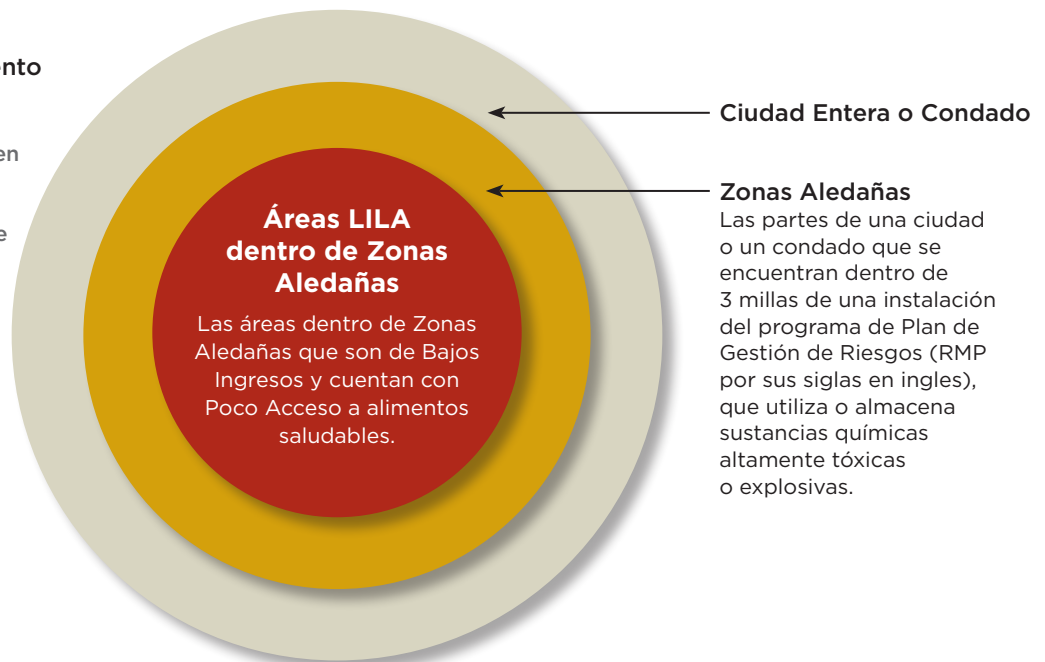 ento
en
e
Áreas LILA
dentro de Zonas
Aledañas
Las áreas dentro de Zonas
Aledañas que son de Bajos
Ingresos y cuentan con
Poco Acceso a alimentos
saludables.
Ciudad Entera o Condado
Zonas Aledañas
Las partes de una ciudad
o un condado que se
encuentran dentro de
3 millas de una instalación
del programa de Plan de
Gestión de Riesgos (RMP
por sus siglas en ingles),
que utiliza o almacena
sustancias químicas
altamente tóxicas
o explosivas.